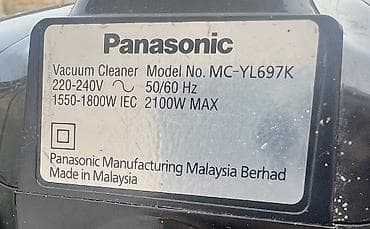 Panasonic
Vacuum Cleaner Model No. MC-YL697K
220-240V ~ 50/60 Hz
1550-1800W IEC 2100W MAX
Panasonic Manufacturing Malaysia Berhad
Made in Malaysia